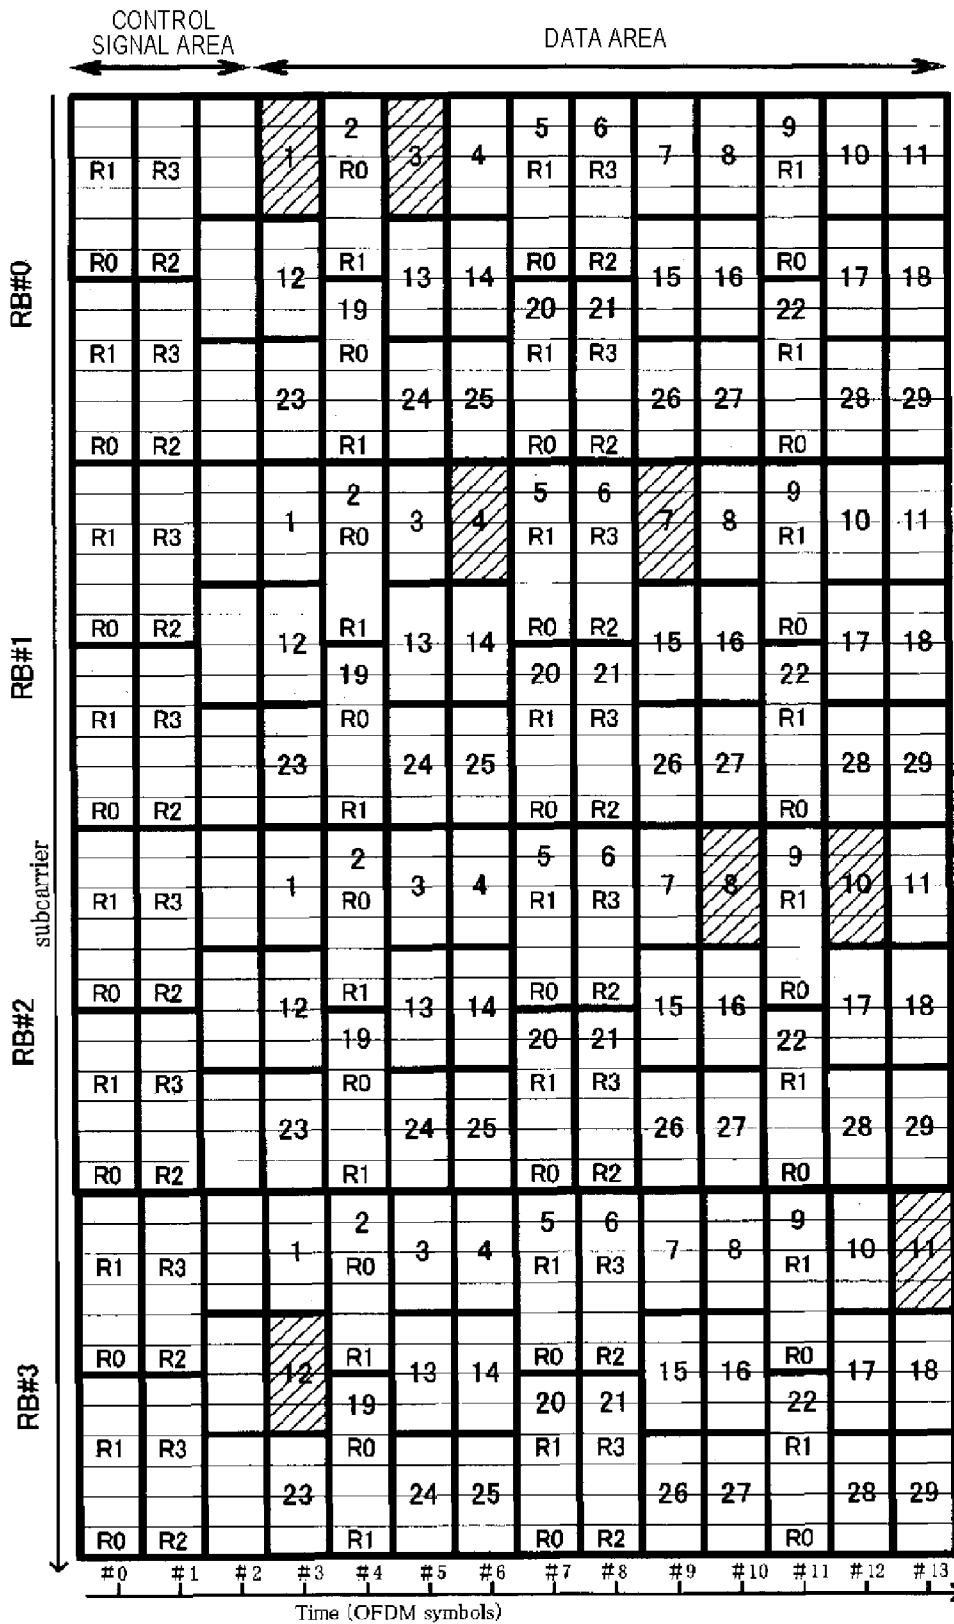 CONTROL
SIGNAL AREA
DATA AREA
2 5 6 9
1 3 4 7 8 10 11
R1 R3 R0 R1 R3 R1
R0 R2 R1 R0 R2 R0
12 13 14 15 16 17 18
19 20 21 22
R1 R3 R0 R1 R3 R1
23 24 25 26 27 28 29
R0 R2 R1 R0 R2 R0
RB#0
2 5 6 9
1 3 4 7 8 10 11
R1 R3 R0 R1 R3 R1
R0 R2 R1 R0 R2 R0
12 13 14 15 16 17 18
19 20 21 22
R1 R3 R0 R1 R3 R1
23 24 25 26 27 28 29
R0 R2 R1 R0 R2 R0
RB#1
subcarrier
2 5 6 9
1 3 4 7 8 10 11
R1 R3 R0 R1 R3 R1
R0 R2 R1 R0 R2 R0
12 13 14 15 16 17 18
19 20 21 22
R1 R3 R0 R1 R3 R1
23 24 25 26 27 28 29
R0 R2 R1 R0 R2 R0
RB#2
2 5 6 9
1 3 4 7 8 10 11
R1 R3 R0 R1 R3 R1
R0 R2 R1 R0 R2 R0
12 13 14 15 16 17 18
19 20 21 22
R1 R3 R0 R1 R3 R1
23 24 25 26 27 28 29
R0 R2 R1 R0 R2 R0
RB#3
#0 #1 #2 #3 #4 #5 #6 #7 #8 #9 #10 #11 #12 #13
Time (OFDM symbols)